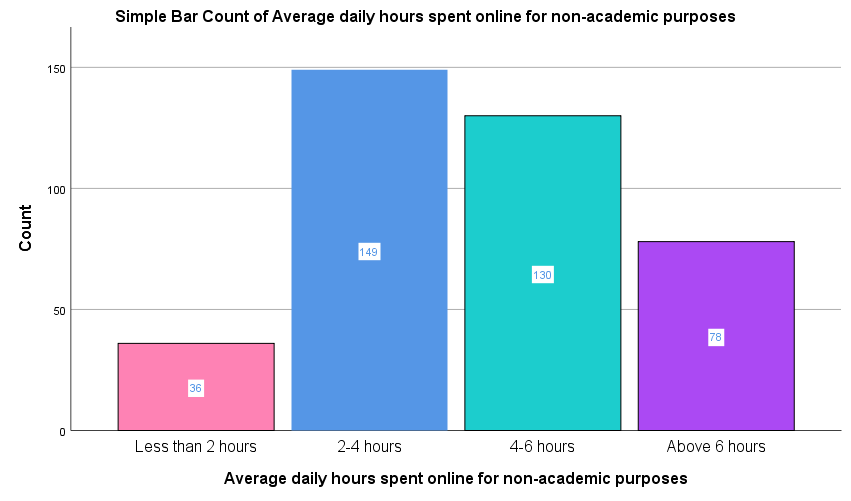 Simple Bar Count of Average daily hours spent online for non-academic purposes
150
100
50
0
Count
36
149
130
78
Less than 2 hours
2-4 hours
4-6 hours
Above 6 hours
Average daily hours spent online for non-academic purposes